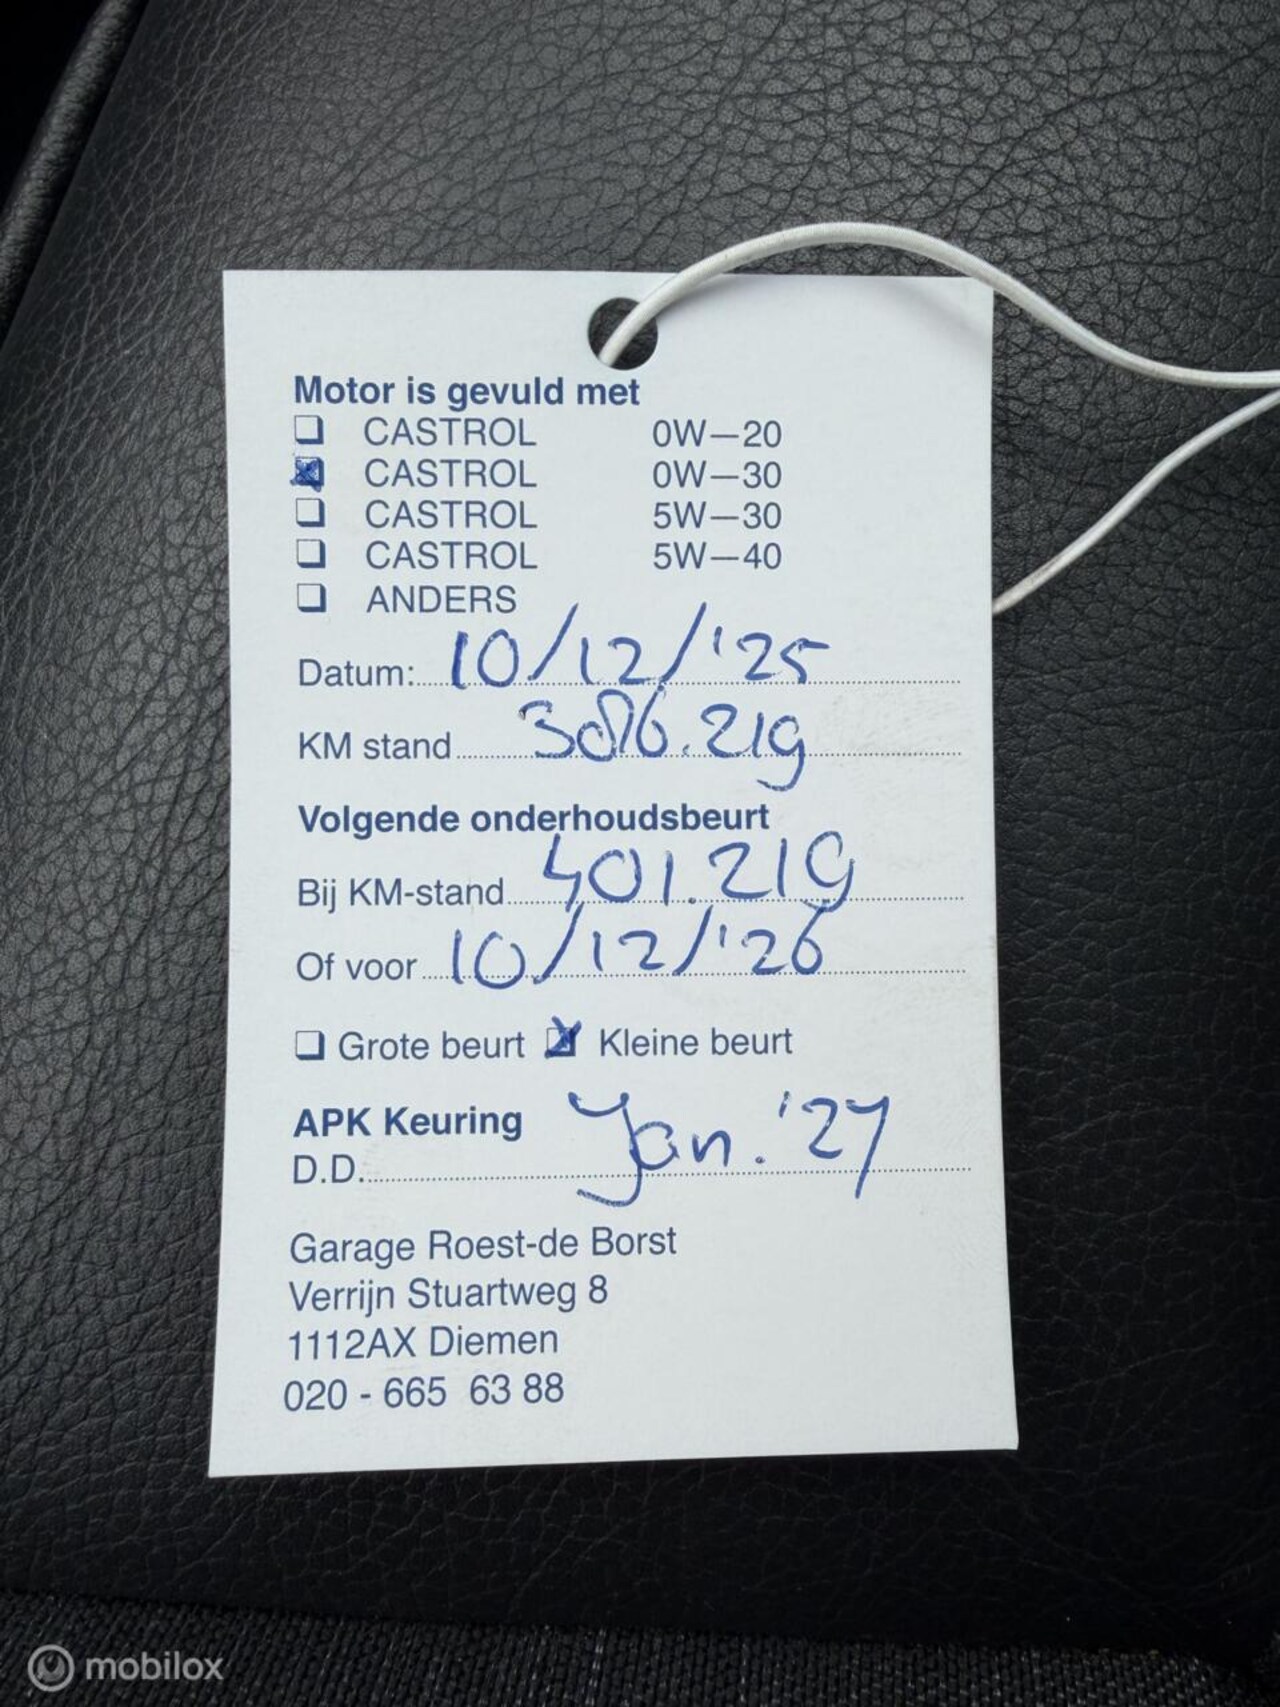 Motor is gevuld met
CASTROL 0W—20
CASTROL 0W—30
CASTROL 5W—30
CASTROL 5W—40
ANDERS
Datum: 10/12/'25
KM stand 386.219
Volgende onderhoudsbeurt
Bij KM-stand 401.219
Of voor 10/12/'26
Grote beurt Kleine beurt
APK Keuring
D.D. Jan. '27
Garage Roest-de Borst
Verrijn Stuartweg 8
1112AX Diemen
020 - 665 63 88
mobilox